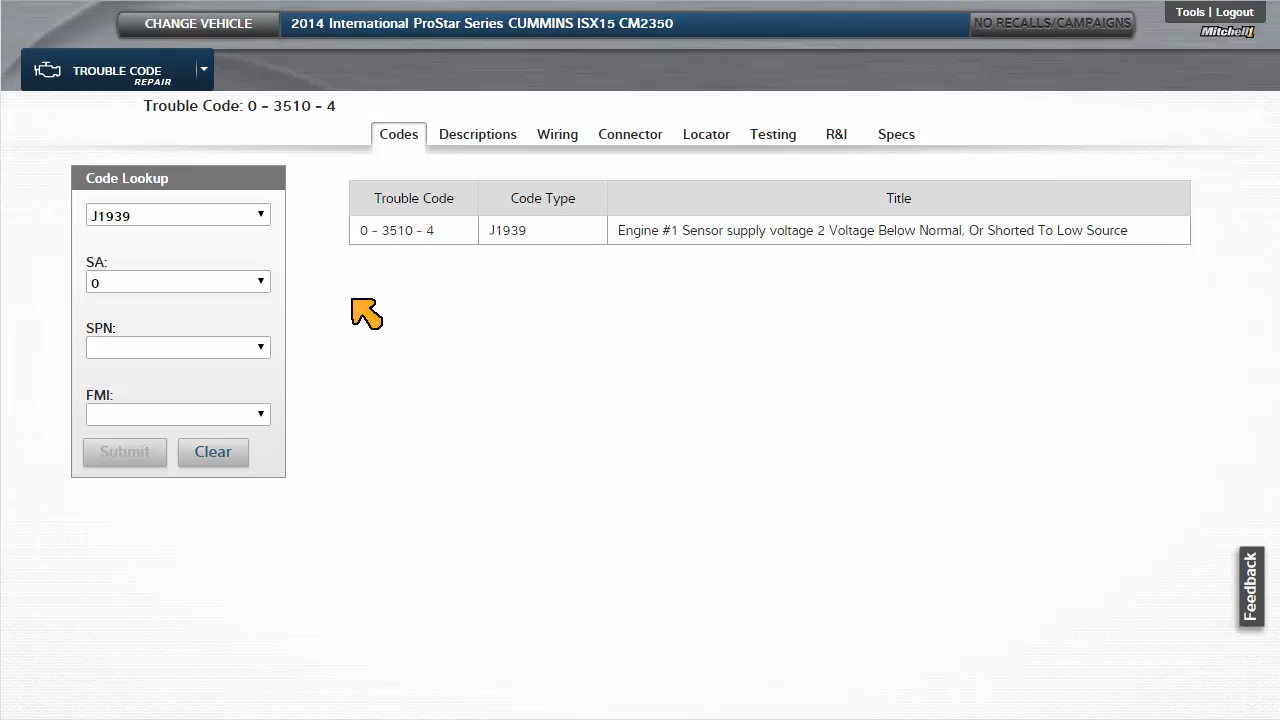 CHANGE VEHICLE
2014 International ProStar Series CUMMINS ISX15 CM2350
NO RECALLS/CAMPAIGNS
Tools | Logout
Mitchell1
TROUBLE CODE
REPAIR
Trouble Code: 0 - 3510 - 4
Codes Descriptions Wiring Connector Locator Testing R&I Specs
Code Lookup
J1939
SA:
0
SPN:
FMI:
Submit Clear
Trouble Code Code Type Title
0 - 3510 - 4 J1939 Engine #1 Sensor supply voltage 2 Voltage Below Normal, Or Shorted To Low Source
Feedback